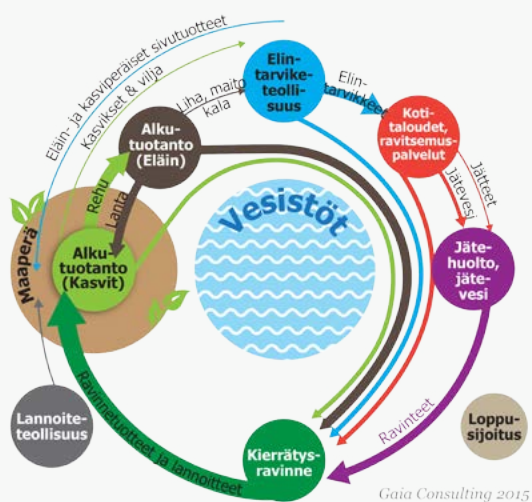 Eläin- ja kasviperäiset sivutuotteet
Kasvikset & vilja
Liha, maito
kala
Elin-
tarvike-
teollisuus
Elin-
tarvikkeet
Koti-
taloudet,
ravitsemus-
palvelut
Alku-
tuotanto
(Eläin)
Jätteet
Jätevesi
Rehu
Lanta
Vesistöt
Maaperä
Alku-
tuotanto
(Kasvit)
Jäte-
huolto,
jäte-
vesi
Lannoite-
teollisuus
Ravinnetuotteet ja lannoitteet
Ravinteet
Loppu-
sijoitus
Kierrätys-
ravinne
Gaia Consulting 2015